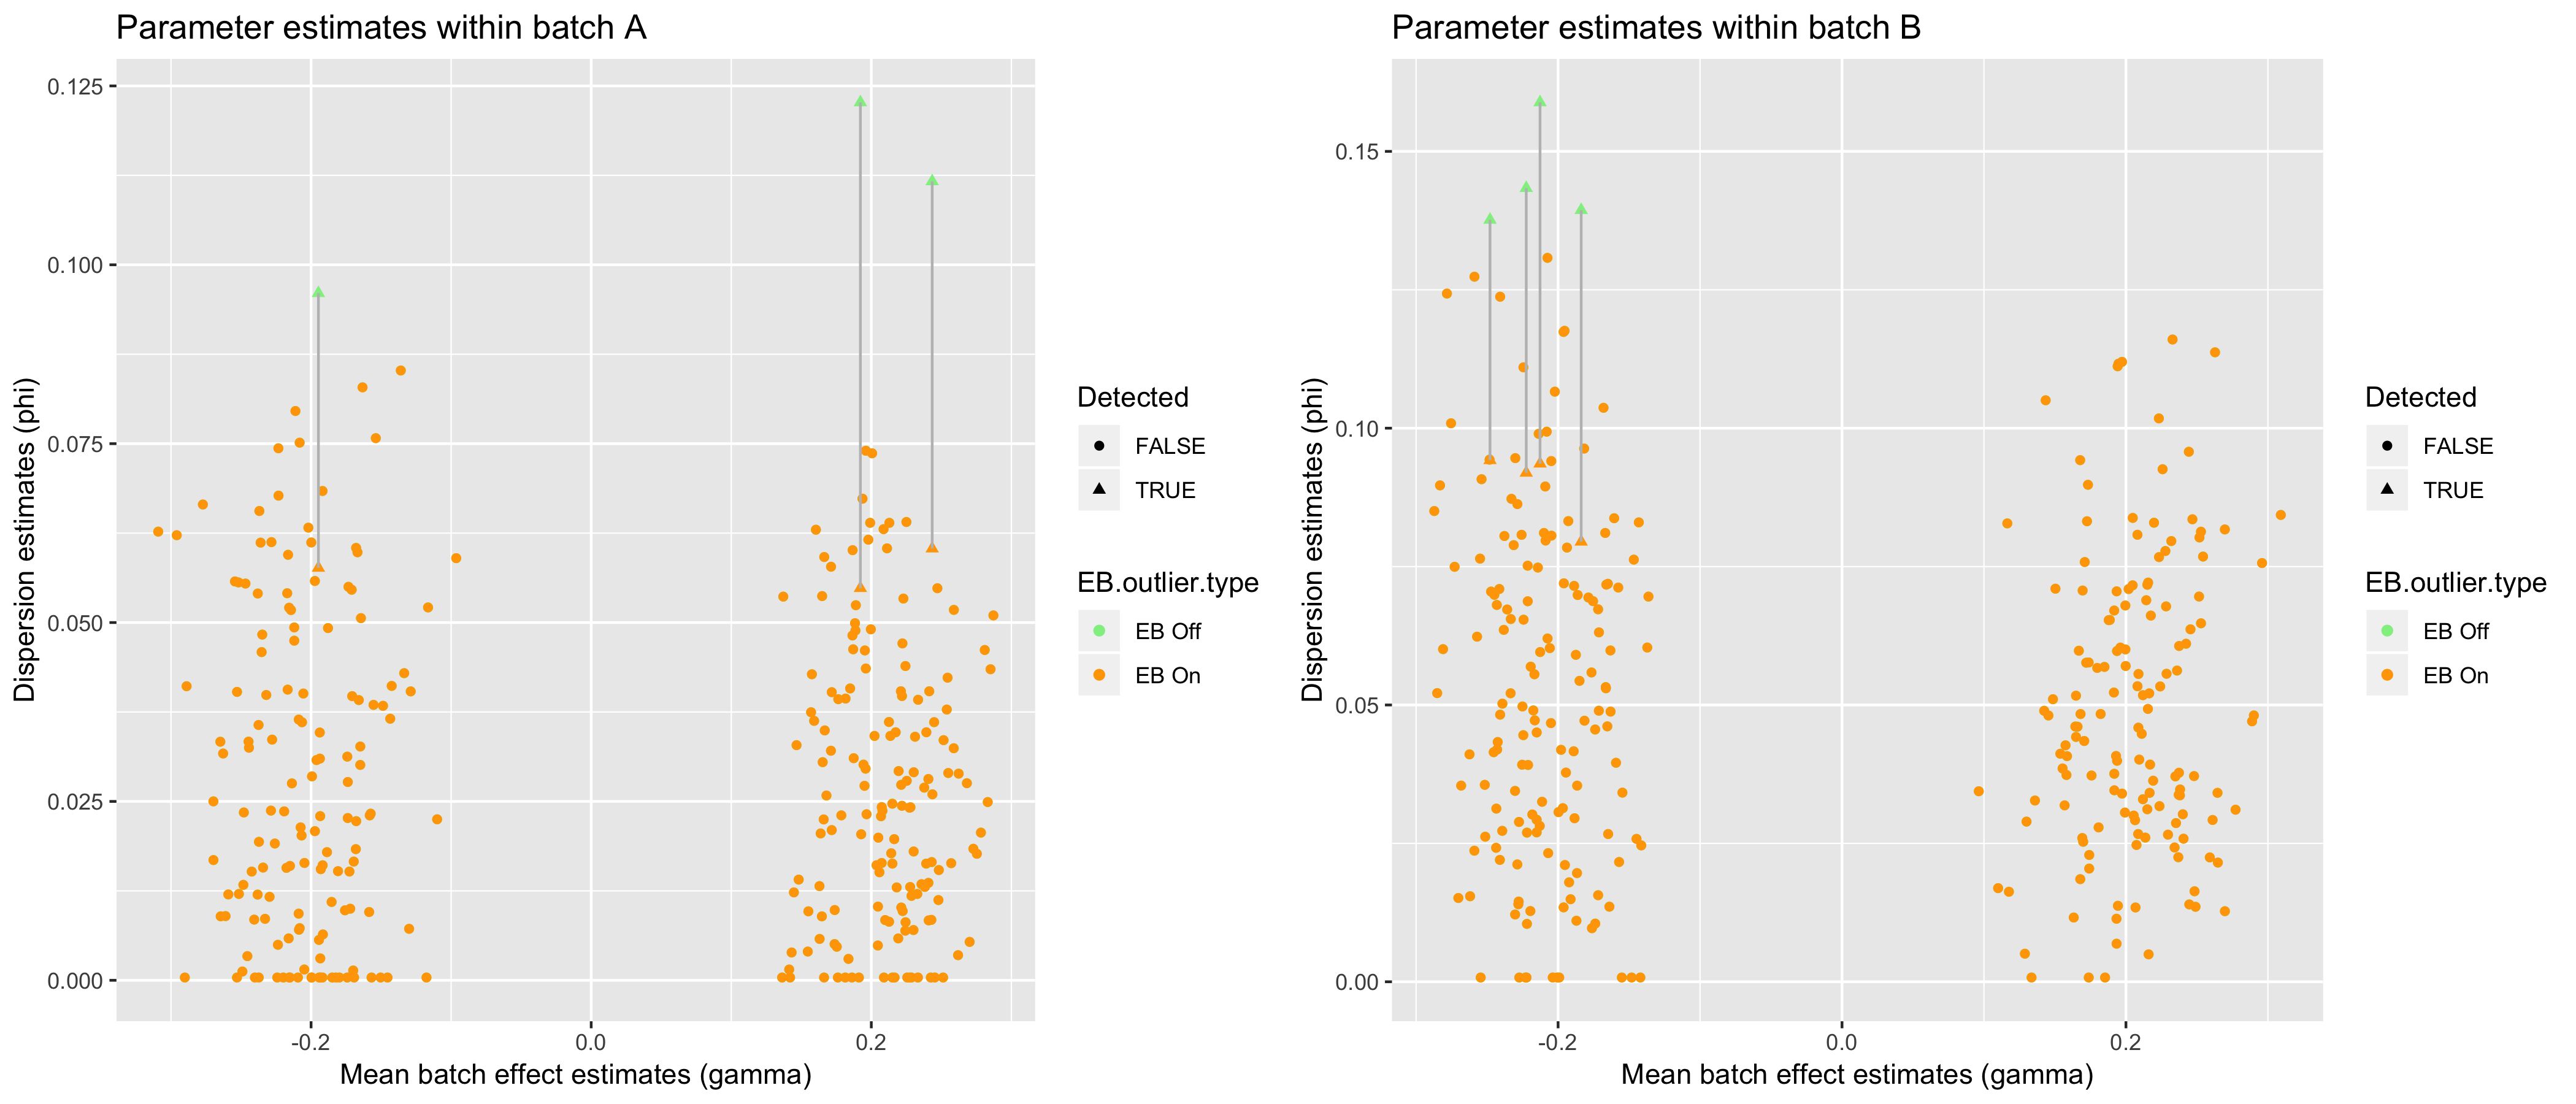 Parameter estimates within batch A
0.125
0.100
0.075
0.050
0.025
0.000
Dispersion estimates (phi)
-0.2
0.0
0.2
Mean batch effect estimates (gamma)
Detected
FALSE
TRUE
EB.outlier.type
EB Off
EB On
Parameter estimates within batch B
0.15
0.10
0.05
0.00
Dispersion estimates (phi)
-0.2
0.0
0.2
Mean batch effect estimates (gamma)
Detected
FALSE
TRUE
EB.outlier.type
EB Off
EB On